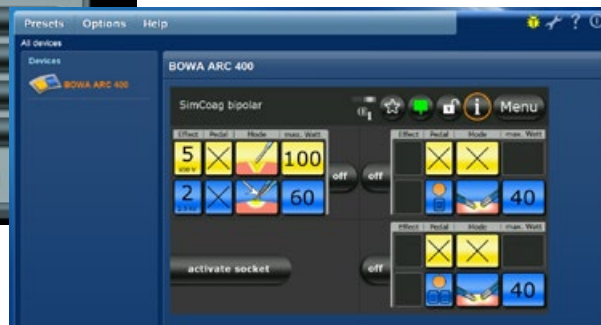 Presets Options Help
All devices
Devices
BOWA ARC 400
BOWA ARC 400
SimCoag bipolar
Menu
Effect Pedal Mode max. Watt
5 100
off
2 60
activate socket
Effect Pedal Mode max. Watt
off
40
Effect Pedal Mode max. Watt
off
40